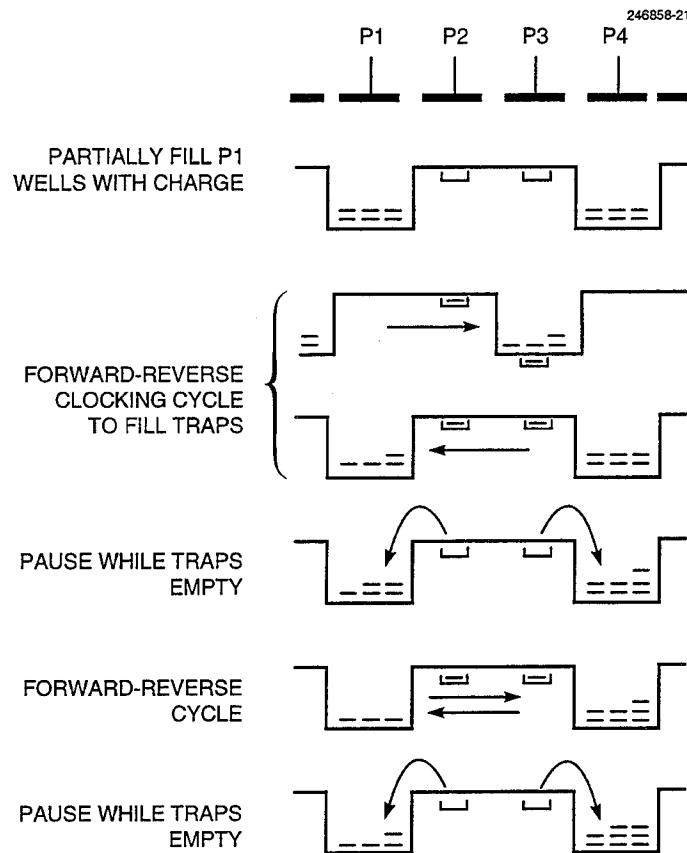 246858-21
P1 P2 P3 P4
PARTIALLY FILL P1
WELLS WITH CHARGE
FORWARD-REVERSE
CLOCKING CYCLE
TO FILL TRAPS
PAUSE WHILE TRAPS
EMPTY
FORWARD-REVERSE
CYCLE
PAUSE WHILE TRAPS
EMPTY